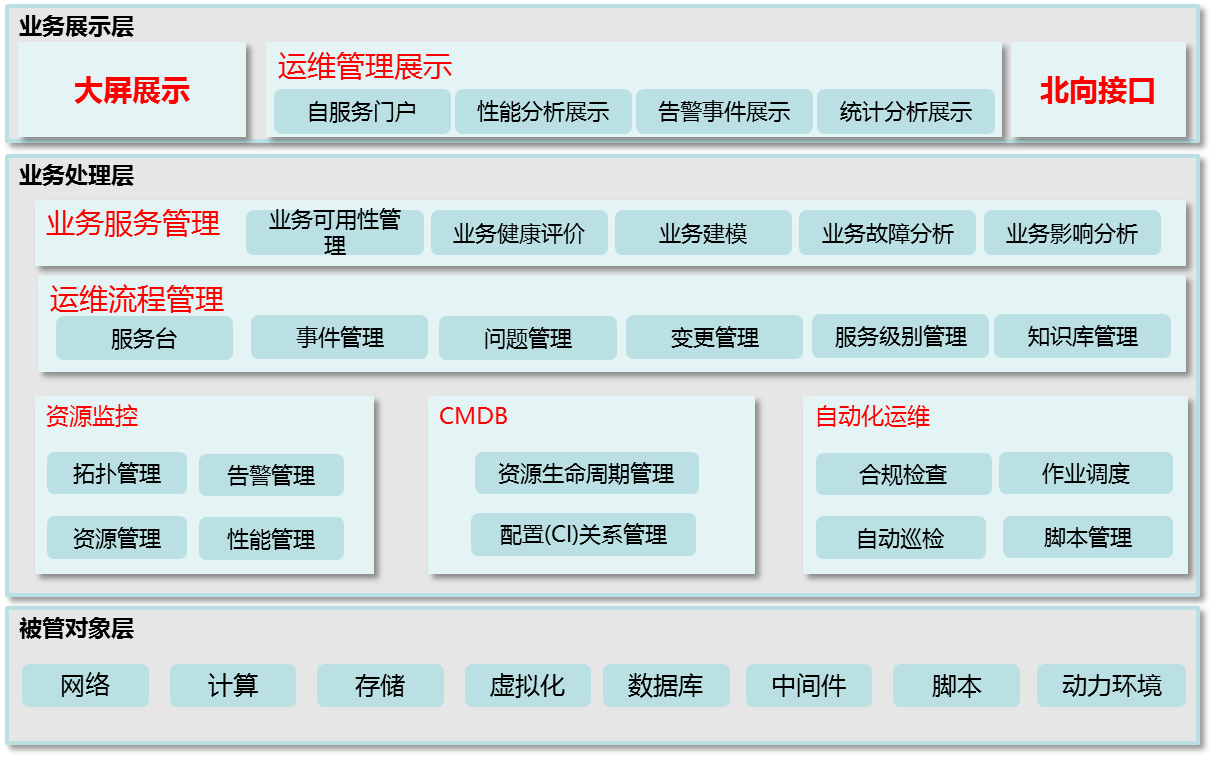 业务展示层
大屏展示
运维管理展示
自服务门户
性能分析展示
告警事件展示
统计分析展示
北向接口
业务处理层
业务服务管理
业务可用性管
理
业务健康评价
业务建模
业务故障分析
业务影响分析
运维流程管理
服务台
事件管理
问题管理
变更管理
服务级别管理
知识库管理
资源监控
拓扑管理
告警管理
资源管理
性能管理
CMDB
资源生命周期管理
配置(CI)关系管理
自动化运维
合规检查
作业调度
自动巡检
脚本管理
被管对象层
网络
计算
存储
虚拟化
数据库
中间件
脚本
动力环境